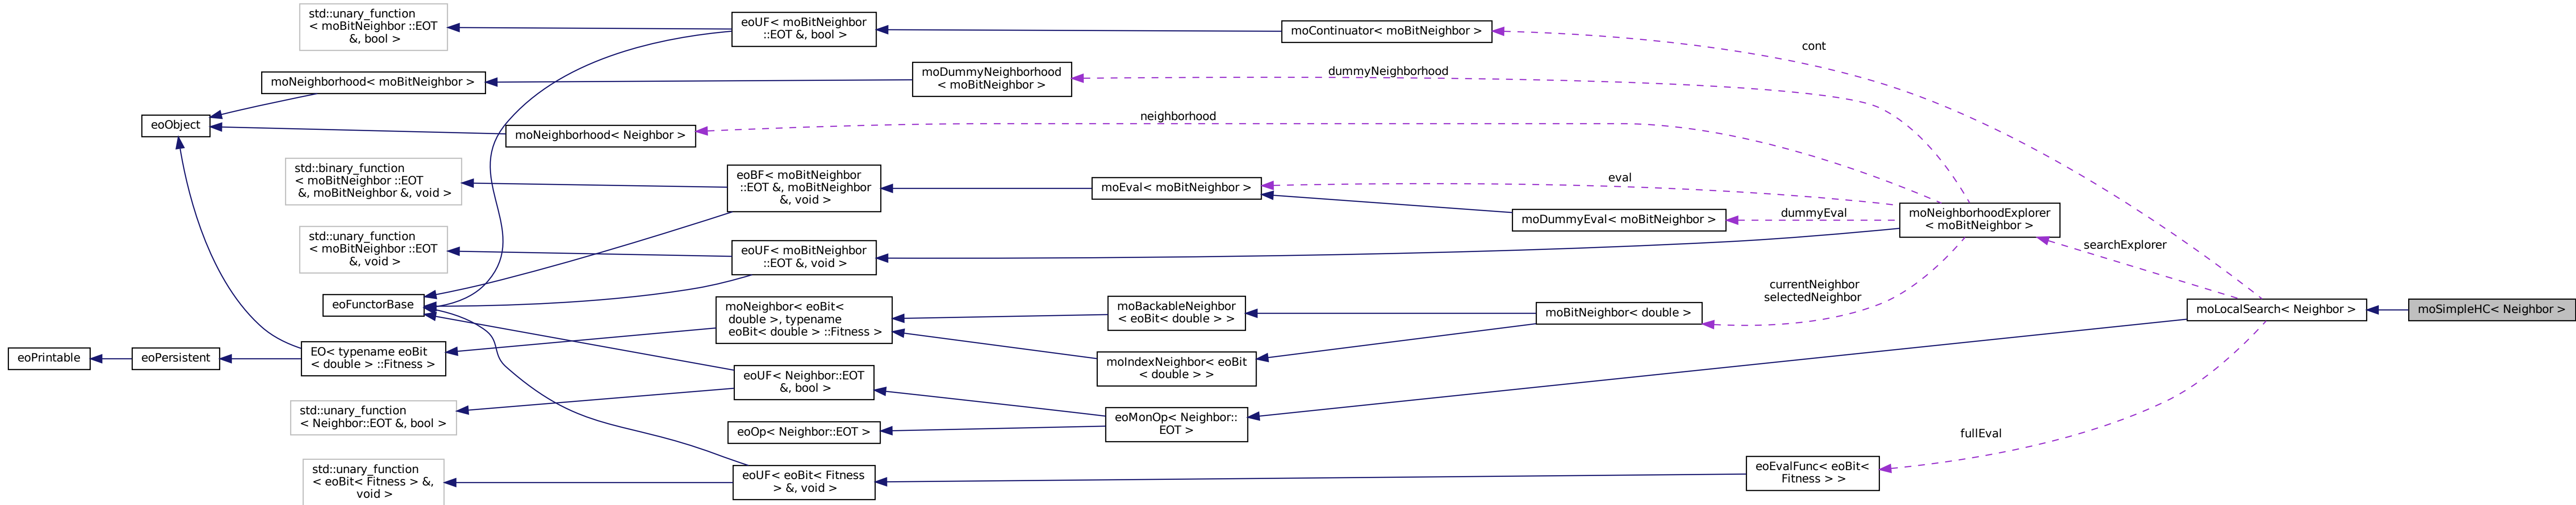 std::unary_function
< moBitNeighbor ::EOT
&, bool >
eoUF< moBitNeighbor
::EOT &, bool >
moContinuator< moBitNeighbor >
cont
moNeighborhood< moBitNeighbor >
moDummyNeighborhood
< moBitNeighbor >
dummyNeighborhood
eoObject
moNeighborhood< Neighbor >
neighborhood
std::binary_function
< moBitNeighbor ::EOT
&, moBitNeighbor &, void >
eoBF< moBitNeighbor
::EOT &, moBitNeighbor
&, void >
moEval< moBitNeighbor >
eval
moDummyEval< moBitNeighbor >
dummyEval
moNeighborhoodExplorer
< moBitNeighbor >
std::unary_function
< moBitNeighbor ::EOT
&, void >
eoUF< moBitNeighbor
::EOT &, void >
searchExplorer
eoFunctorBase
moNeighbor< eoBit<
double >, typename
eoBit< double > ::Fitness >
moBackableNeighbor
< eoBit< double > >
moBitNeighbor< double >
currentNeighbor
selectedNeighbor
moLocalSearch< Neighbor >
moSimpleHC< Neighbor >
eoPrintable
eoPersistent
EO< typename eoBit
< double > ::Fitness >
moIndexNeighbor< eoBit
< double > >
eoUF< Neighbor::EOT
&, bool >
std::unary_function
< Neighbor::EOT &, bool >
eoOp< Neighbor::EOT >
eoMonOp< Neighbor::
EOT >
fullEval
std::unary_function
< eoBit< Fitness > &,
void >
eoUF< eoBit< Fitness
> &, void >
eoEvalFunc< eoBit<
Fitness > >